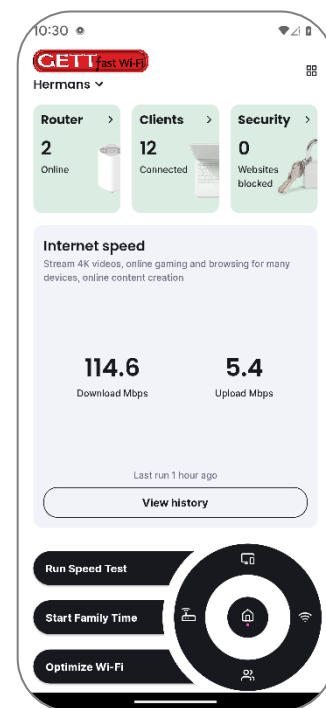 10:30
GETT fast Wi-Fi
Hermans
Router
2
Online
Clients
12
Connected
Security
0
Websites
blocked
Internet speed
Stream 4K videos, online gaming and browsing for many
devices, online content creation
114.6
Download Mbps
5.4
Upload Mbps
Last run 1 hour ago
View history
Run Speed Test
Start Family Time
Optimize Wi-Fi